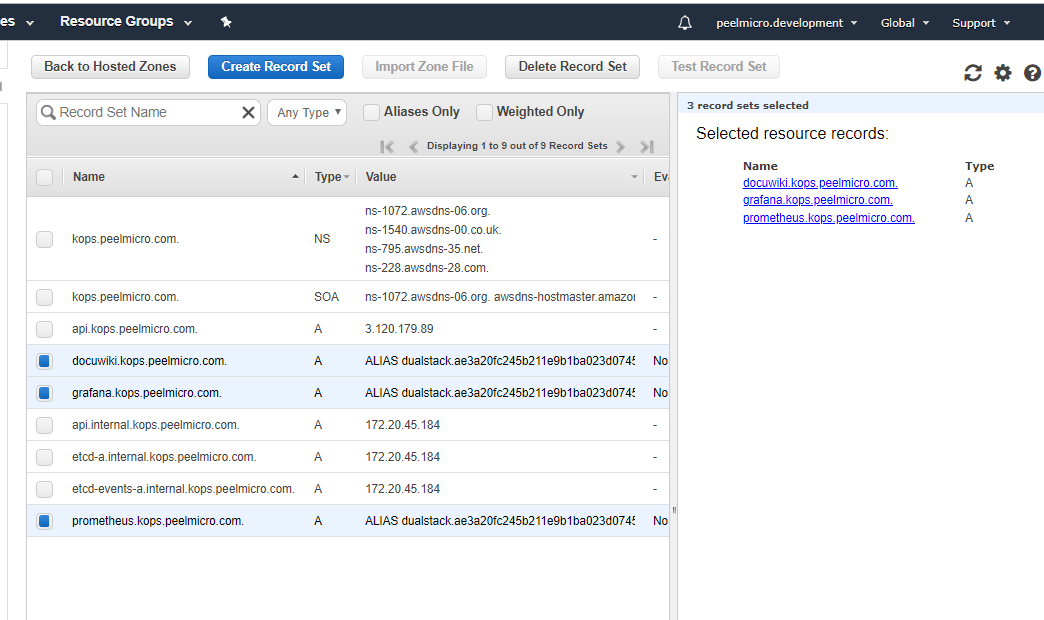 es
Resource Groups
peelmicro.development
Global
Support
Back to Hosted Zones
Create Record Set
Import Zone File
Delete Record Set
Test Record Set
Record Set Name
Any Type
Aliases Only
Weighted Only
Displaying 1 to 9 out of 9 Record Sets
Name Type Value Eva
kops.peelmicro.com. NS ns-1072.awsdns-06.org. -
ns-1540.awsdns-00.co.uk.
ns-795.awsdns-35.net.
ns-228.awsdns-28.com.
kops.peelmicro.com. SOA ns-1072.awsdns-06.org. awsdns-hostmaster.amazon -
api.kops.peelmicro.com. A 3.120.179.89 -
docuwiki.kops.peelmicro.com. A ALIAS dualstack.ae3a20fc245b211e9b1ba023d0745 No
grafana.kops.peelmicro.com. A ALIAS dualstack.ae3a20fc245b211e9b1ba023d0745 No
api.internal.kops.peelmicro.com. A 172.20.45.184 -
etcd-a.internal.kops.peelmicro.com. A 172.20.45.184 -
etcd-events-a.internal.kops.peelmicro.com. A 172.20.45.184 -
prometheus.kops.peelmicro.com. A ALIAS dualstack.ae3a20fc245b211e9b1ba023d0745 No
3 record sets selected
Selected resource records:
Name Type
docuwiki.kops.peelmicro.com. A
grafana.kops.peelmicro.com. A
prometheus.kops.peelmicro.com. A